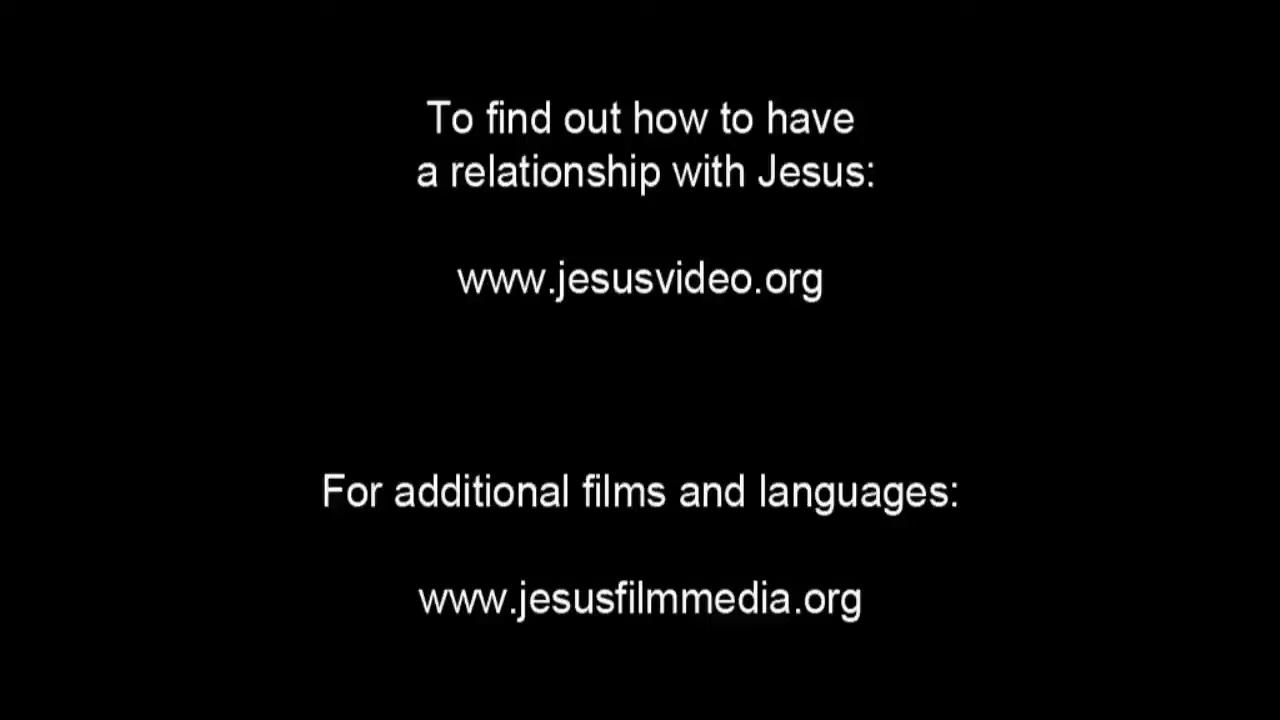 To find out how to have
a relationship with Jesus:
www.jesusvideo.org
For additional films and languages:
www.jesusfilmmedia.org